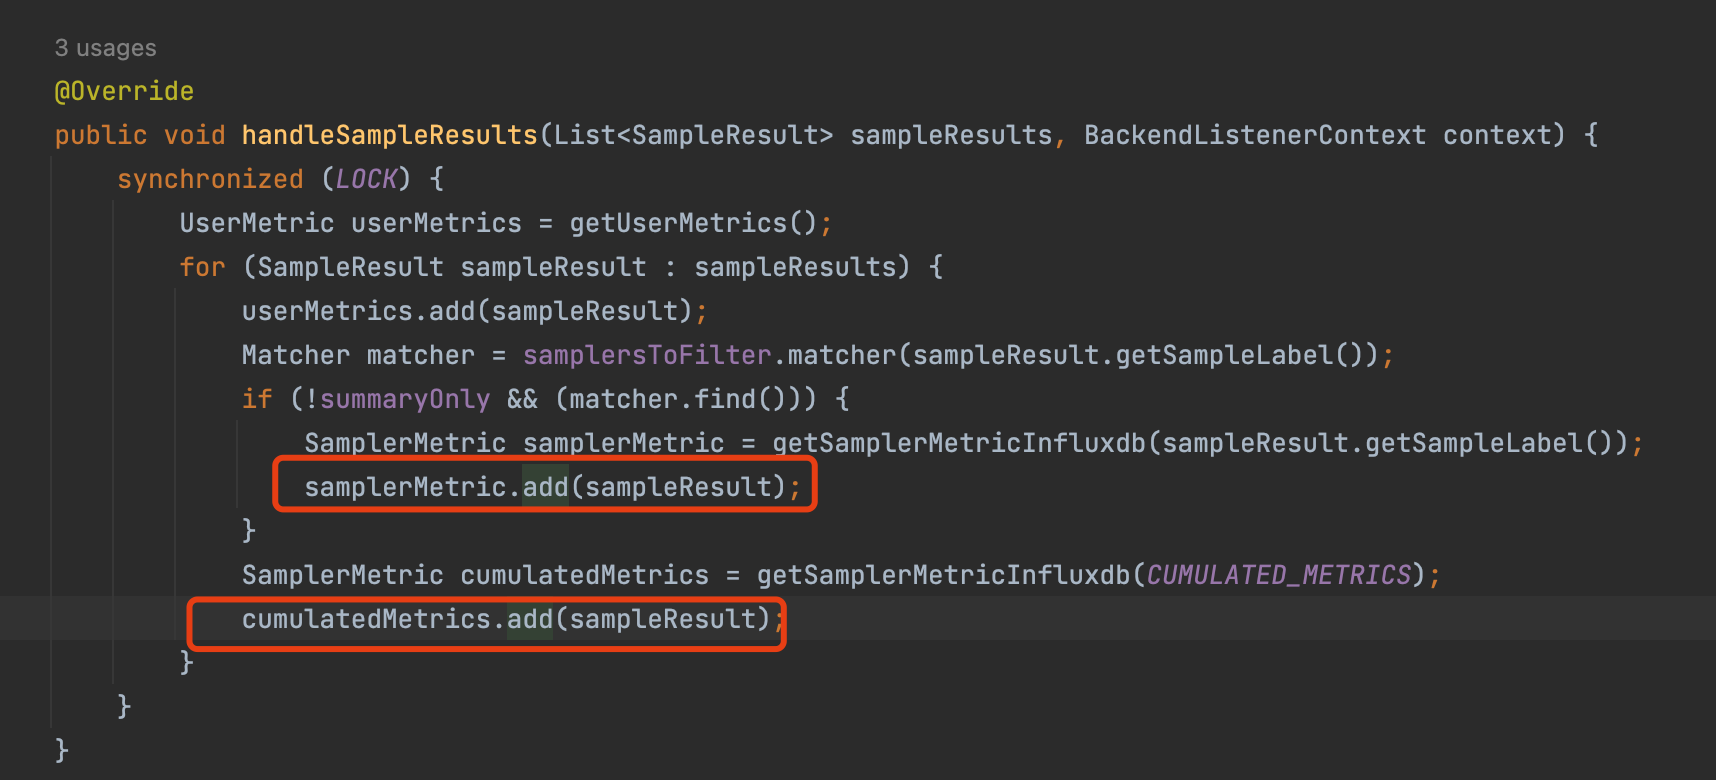 3 usages
@Override
public void handleSampleResults(List<SampleResult> sampleResults, BackendListenerContext context) {
synchronized (LOCK) {
UserMetric userMetrics = getUserMetrics();
for (SampleResult sampleResult : sampleResults) {
userMetrics.add(sampleResult);
Matcher matcher = samplersToFilter.matcher(sampleResult.getSampleLabel());
if (!summaryOnly && (matcher.find())) {
SamplerMetric samplerMetric = getSamplerMetricInfluxdb(sampleResult.getSampleLabel());
samplerMetric.add(sampleResult);
}
SamplerMetric cumulatedMetrics = getSamplerMetricInfluxdb(CUMULATED_METRICS);
cumulatedMetrics.add(sampleResult);
}
}
}